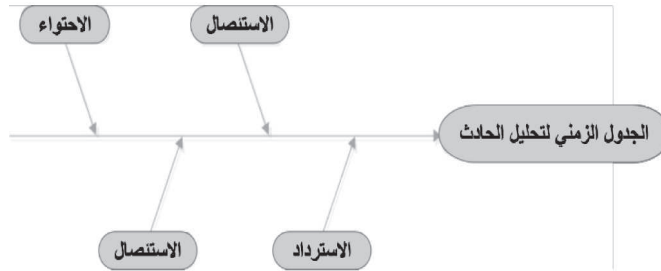 الاستئصال
الاحتواء
الجدول الزمني لتحليل الحادث
الاسترداد
الاستئصال